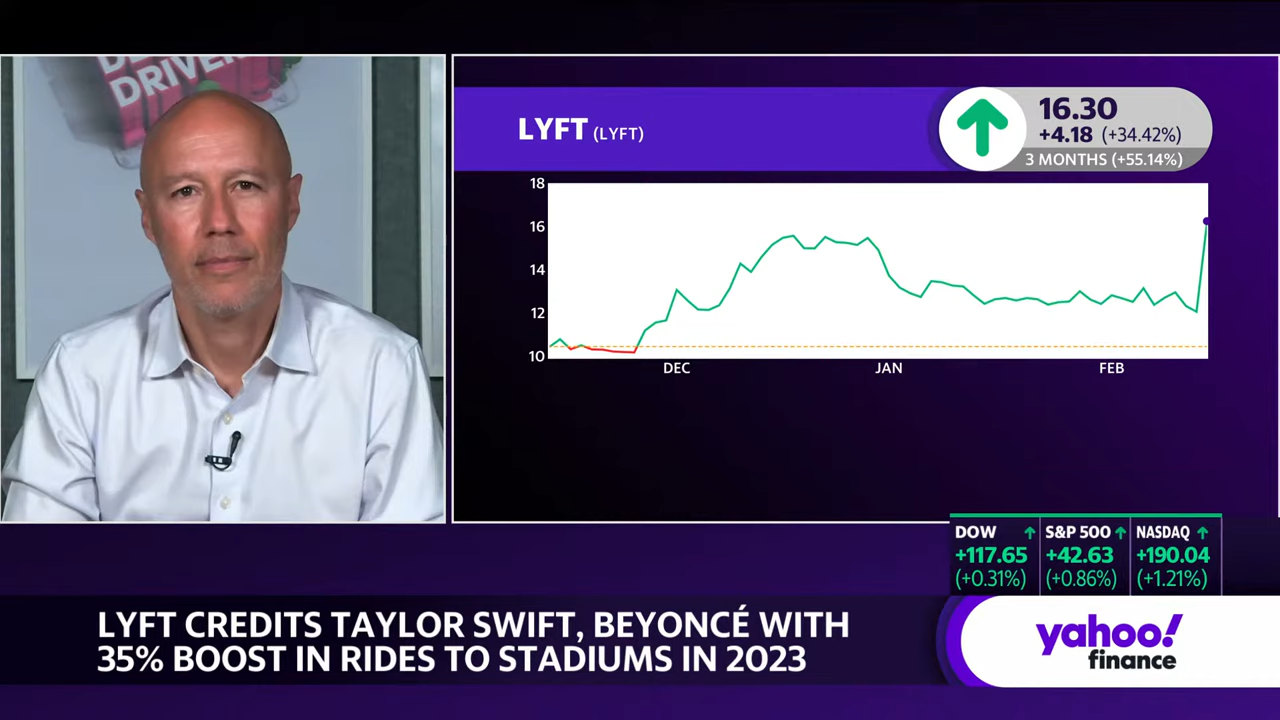 DRIVEN
LYFT (LYFT)
16.30
+4.18 (+34.42%)
3 MONTHS (+55.14%)
18
16
14
12
10
DEC JAN FEB
DOW S&P 500 NASDAQ
+117.65 +42.63 +190.04
(+0.31%) (+0.86%) (+1.21%)
LYFT CREDITS TAYLOR SWIFT, BEYONCÉ WITH
35% BOOST IN RIDES TO STADIUMS IN 2023
yahoo!
finance